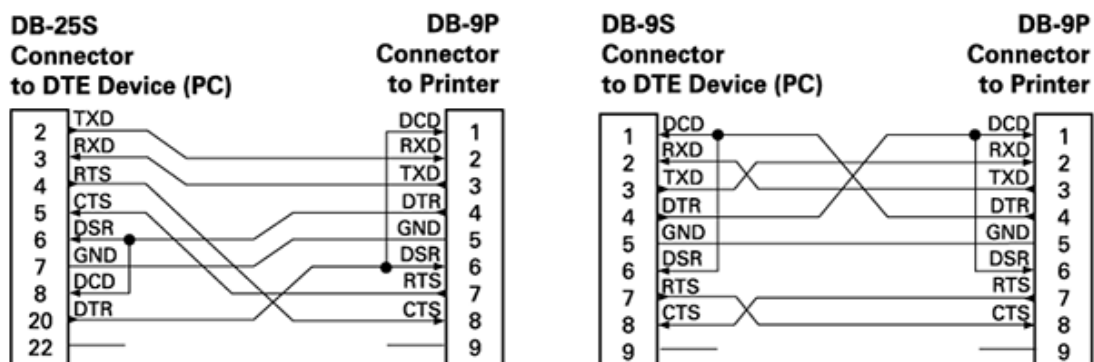 DB-25S DB-9P DB-9S DB-9P
Connector Connector Connector Connector
to DTE Device (PC) to Printer to DTE Device (PC) to Printer
2 TXD DCD 1 1 DCD DCD 1
3 RXD RXD 2 2 RXD RXD 2
4 RTS TXD 3 3 TXD TXD 3
5 CTS DTR 4 4 DTR DTR 4
6 DSR GND 5 5 GND GND 5
7 GND DSR 6 6 DSR DSR 6
8 DCD RTS 7 7 RTS RTS 7
20 DTR CTS 8 8 CTS CTS 8
22 9 9 9